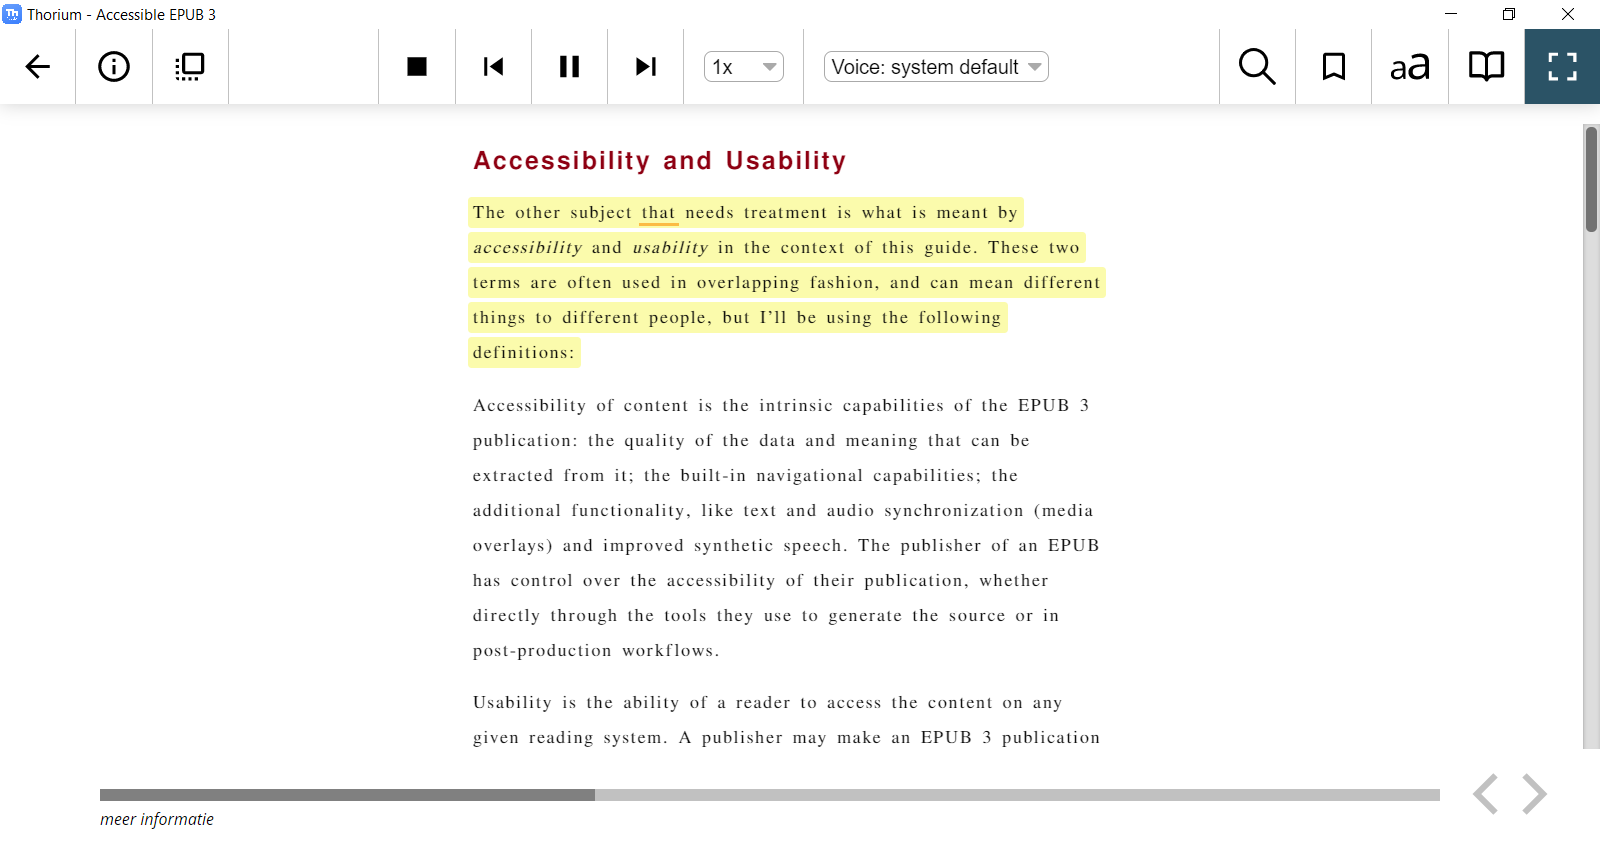 Thorium - Accessible EPUB 3
1x
Voice: system default
aa
Accessibility and Usability
The other subject that needs treatment is what is meant by
accessibility and usability in the context of this guide. These two
terms are often used in overlapping fashion, and can mean different
things to different people, but I’ll be using the following
definitions:
Accessibility of content is the intrinsic capabilities of the EPUB 3
publication: the quality of the data and meaning that can be
extracted from it; the built-in navigational capabilities; the
additional functionality, like text and audio synchronization (media
overlays) and improved synthetic speech. The publisher of an EPUB
has control over the accessibility of their publication, whether
directly through the tools they use to generate the source or in
post-production workflows.
Usability is the ability of a reader to access the content on any
given reading system. A publisher may make an EPUB 3 publication
meer informatie